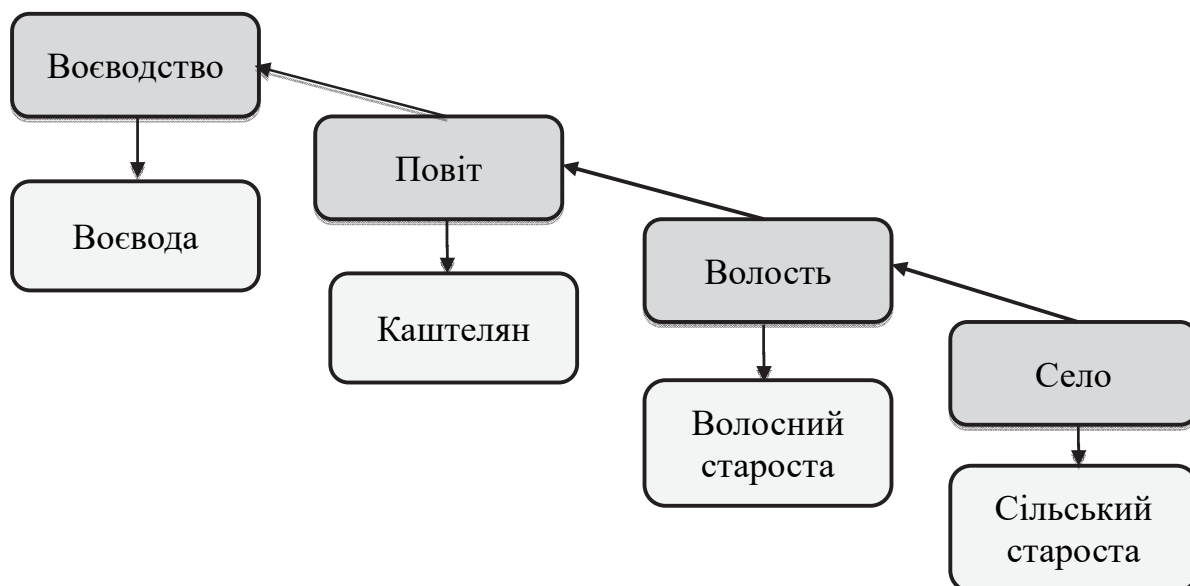 Воєводство
Воєвода
Повіт
Каштелян
Волость
Волосний
староста
Село
Сільський
староста